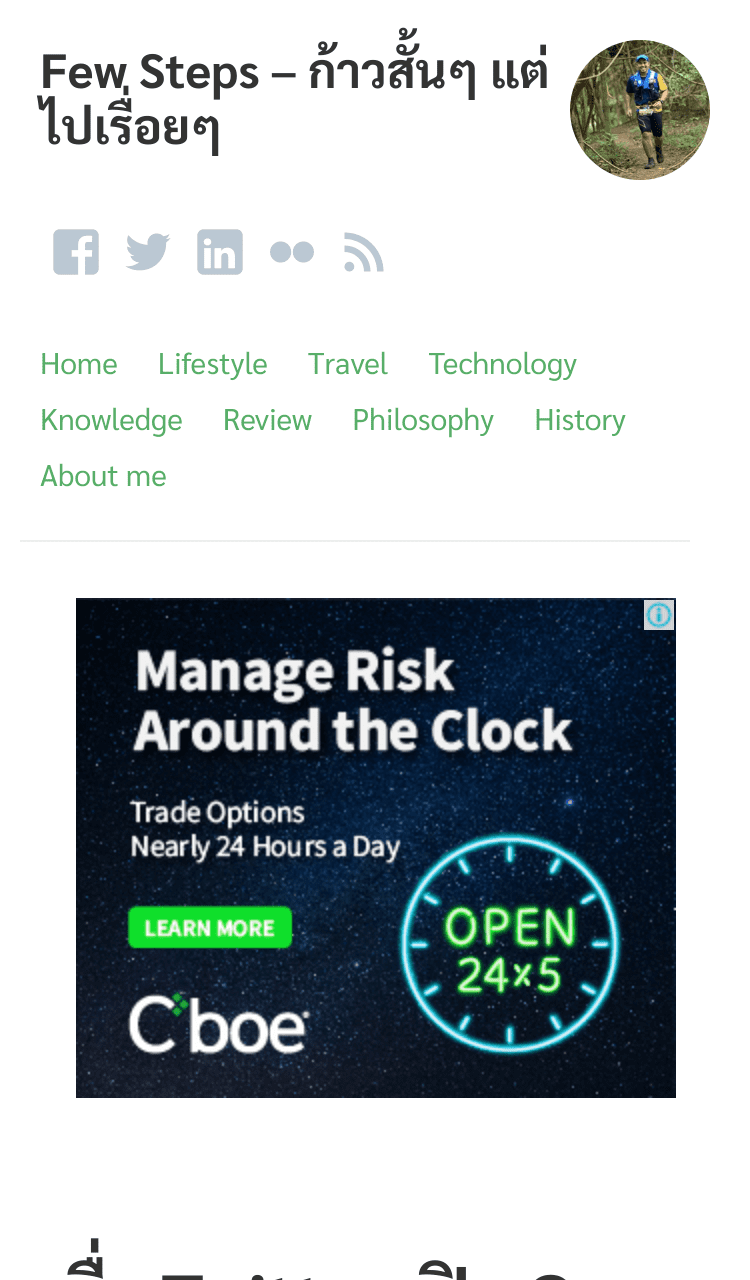 Few Steps – ก้าวสั้นๆ แต่
ไปเรื่อยๆ
Home Lifestyle Travel Technology
Knowledge Review Philosophy History
About me
Manage Risk
Around the Clock
Trade Options
Nearly 24 Hours a Day
LEARN MORE
OPEN
24×5
Cboe